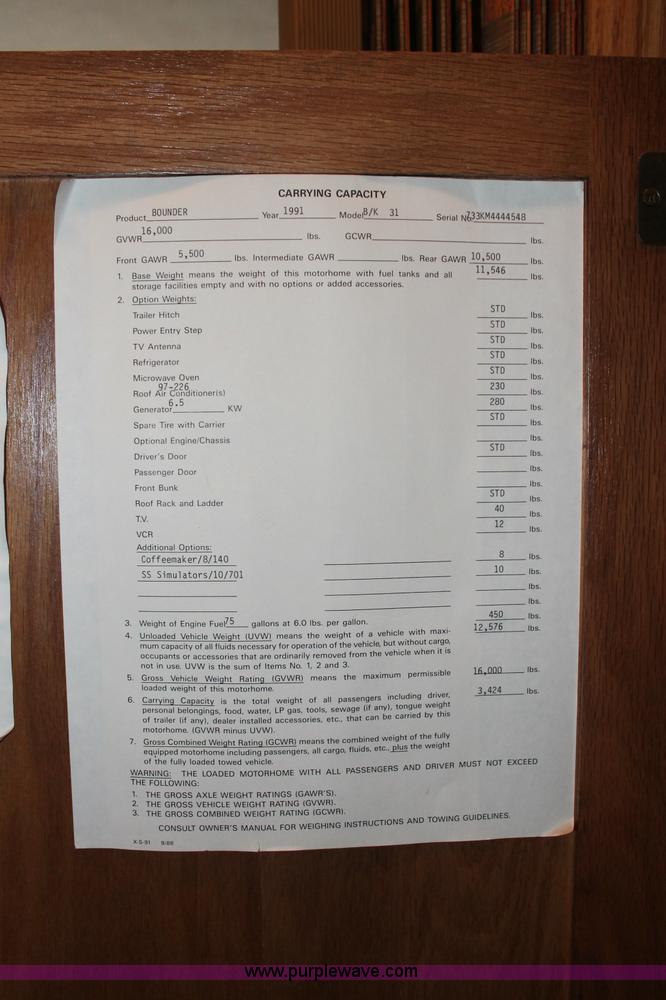 CARRYING CAPACITY
Product BOUNDER Year 1991 Model B/K 31 Serial No. Z33KM4444548
GVWR 16,000 lbs. GCWR lbs.
Front GAWR 5,500 lbs. Intermediate GAWR lbs. Rear GAWR 10,500 lbs.
1. Base Weight means the weight of this motorhome with fuel tanks and all 11,546 lbs.
storage facilities empty and with no options or added accessories.
2. Option Weights:
Trailer Hitch STD lbs.
Power Entry Step STD lbs.
TV Antenna STD lbs.
Refrigerator STD lbs.
Microwave Oven STD lbs.
97-226
Roof Air Conditioner(s) 230 lbs.
Generator 6.5 KW 280 lbs.
Spare Tire with Carrier STD lbs.
Optional Engine/Chassis lbs.
Driver's Door STD lbs.
Passenger Door lbs.
Front Bunk lbs.
Roof Rack and Ladder STD lbs.
T.V. 40 lbs.
VCR 12 lbs.
Additional Options:
Coffeemaker/8/140 8 lbs.
SS Simulators/10/701 10 lbs.
lbs.
lbs.
3. Weight of Engine Fuel 75 gallons at 6.0 lbs. per gallon. 450 lbs.
4. Unloaded Vehicle Weight (UVW) means the weight of a vehicle with maxi- 12,576 lbs.
mum capacity of all fluids necessary for operation of the vehicle, but without cargo,
occupants or accessories that are ordinarily removed from the vehicle when it is
not in use. UVW is the sum of Items No. 1, 2 and 3.
5. Gross Vehicle Weight Rating (GVWR) means the maximum permissible 16,000 lbs.
loaded weight of this motorhome.
6. Carrying Capacity is the total weight of all passengers including driver, 3,424 lbs.
personal belongings, food, water, LP gas, tools, sewage (if any), tongue weight
of trailer (if any), dealer installed accessories, etc., that can be carried by this
motorhome. (GVWR minus UVW).
7. Gross Combined Weight Rating (GCWR) means the combined weight of the fully
equipped motorhome including passengers, all cargo, fluids, etc., plus the weight
of the fully loaded towed vehicle.
WARNING: THE LOADED MOTORHOME WITH ALL PASSENGERS AND DRIVER MUST NOT EXCEED
THE FOLLOWING:
1. THE GROSS AXLE WEIGHT RATINGS (GAWR'S).
2. THE GROSS VEHICLE WEIGHT RATING (GVWR).
3. THE GROSS COMBINED WEIGHT RATING (GCWR).
CONSULT OWNER'S MANUAL FOR WEIGHING INSTRUCTIONS AND TOWING GUIDELINES.
X-S-91 9/88
www.purplewave.com